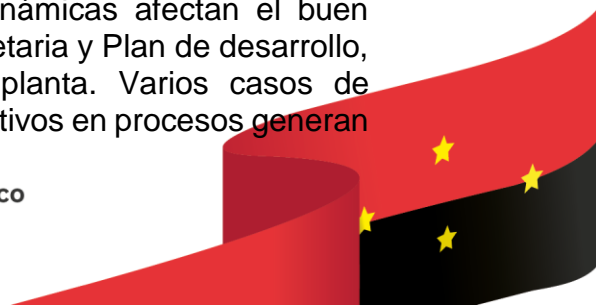 námicas afectan el buen
etaria y Plan de desarrollo,
planta. Varios casos de
tivos en procesos generan
co